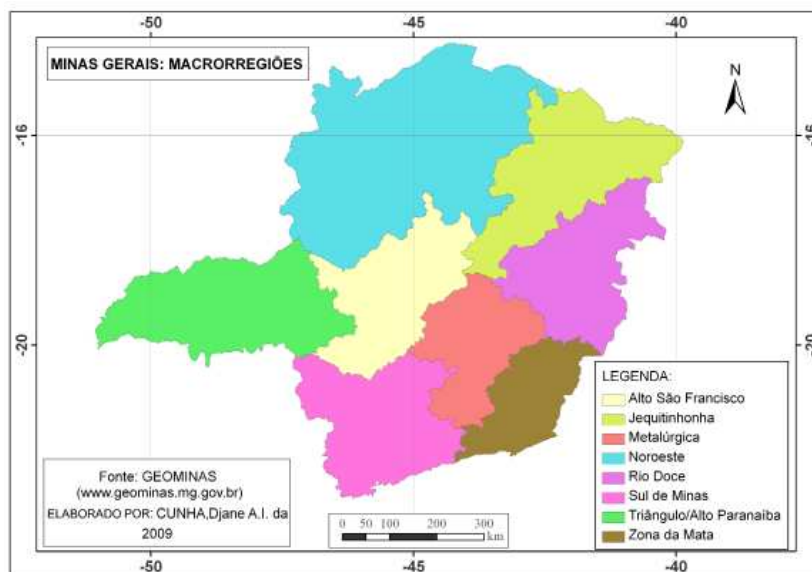 -50 -45 -40
MINAS GERAIS: MACRORREGIÕES
N
-16 -16
-20 -20
LEGENDA:
Alto São Francisco
Jequitinhonha
Metalúrgica
Noroeste
Rio Doce
Sul de Minas
Triângulo/Alto Paranaiba
Zona da Mata
Fonte: GEOMINAS
(www.geominas.mg.gov.br)
ELABORADO POR: CUNHA,Djane A.I. da
2009
0 50 100 200 300
km
-50 -45 -40